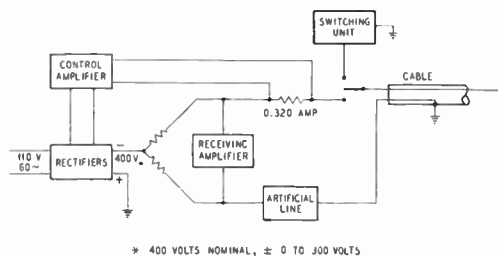 SWITCHING
UNIT
CONTROL
AMPLIFIER
CABLE
0.320 AMP
RECEIVING
AMPLIFIER
110 V
60~
RECTIFIERS
−
400 V.
*
+
ARTIFICIAL
LINE
* 400 VOLTS NOMINAL, ± 0 TO 300 VOLTS